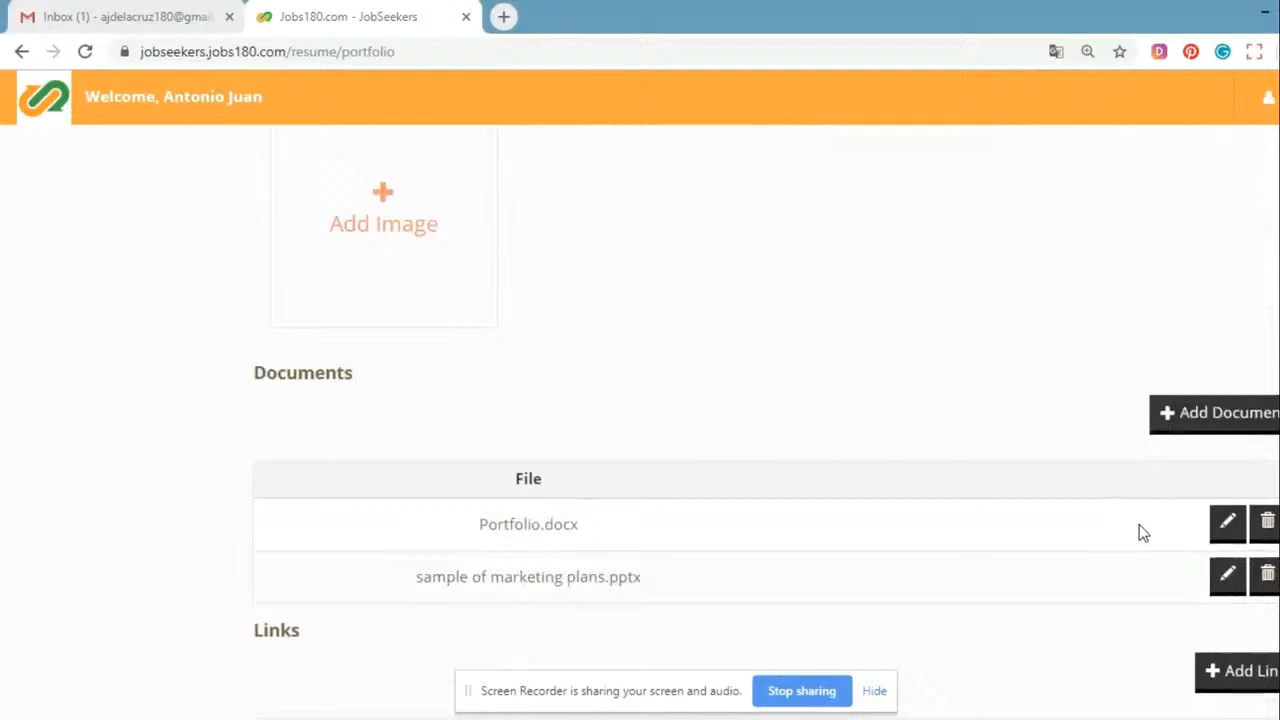 Inbox (1) - ajdelacruz180@gmai
Jobs180.com - JobSeekers
jobseekers.jobs180.com/resume/portfolio
Welcome, Antonio Juan
Add Image
Documents
Add Documen
File
Portfolio.docx
sample of marketing plans.pptx
Links
Add Lin
Screen Recorder is sharing your screen and audio.
Stop sharing
Hide